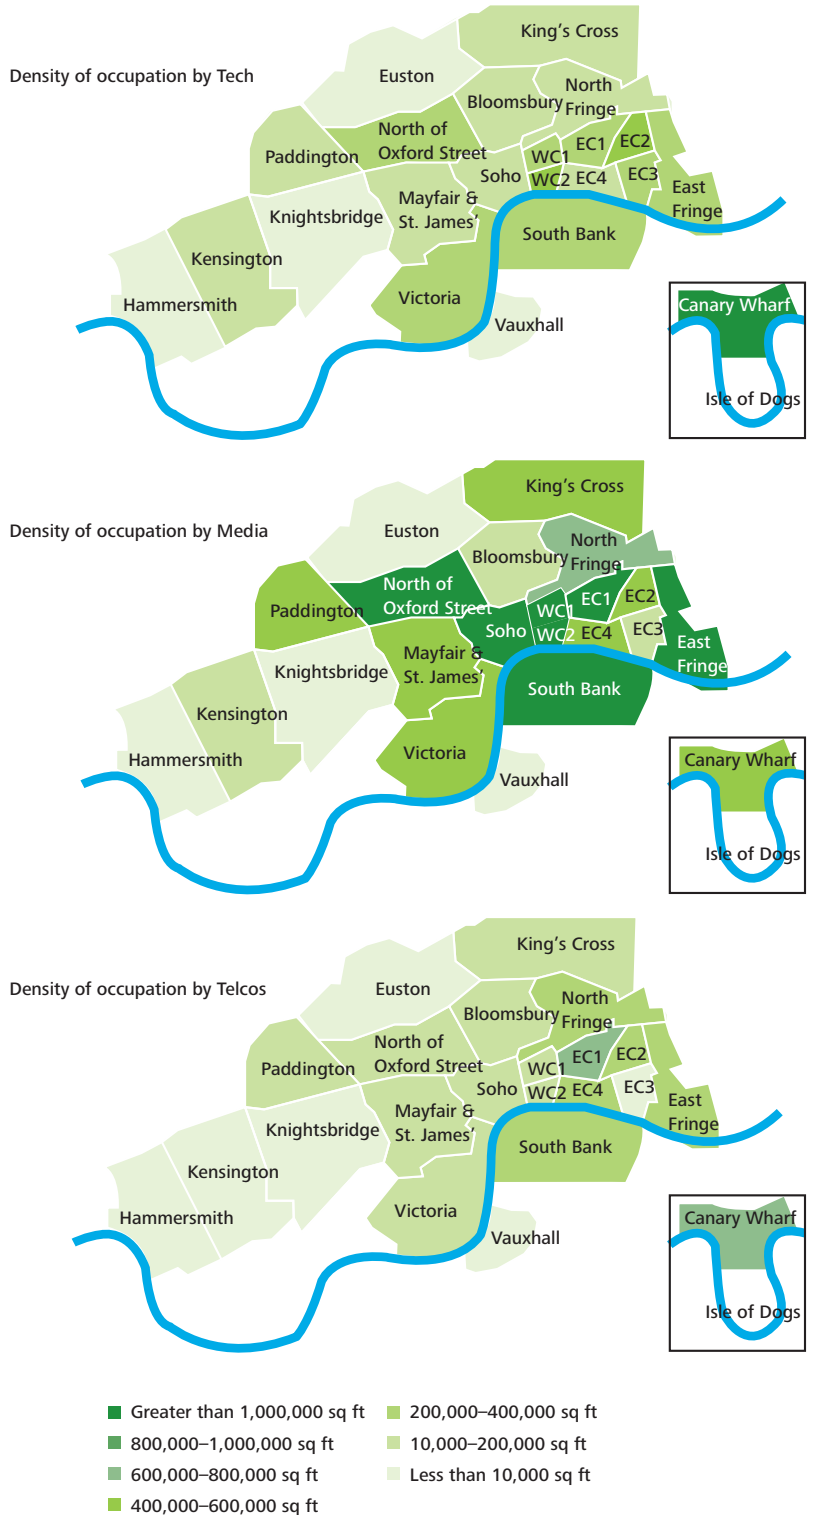 King’s Cross
Density of occupation by Tech
Euston
North
Fringe
Bloomsbury
North of
Oxford Street
EC1
EC2
Paddington
WC1
Soho
WC2
EC4
EC3
East
Fringe
Mayfair &
St. James’
Knightsbridge
South Bank
Kensington
Victoria
Hammersmith
Vauxhall
Canary Wharf
Isle of Dogs
King’s Cross
Density of occupation by Media
Euston
North
Fringe
Bloomsbury
North of
Oxford Street
EC1
EC2
Paddington
WC1
Soho
WC2
EC4
EC3
East
Fringe
Mayfair &
St. James’
Knightsbridge
South Bank
Kensington
Victoria
Hammersmith
Vauxhall
Canary Wharf
Isle of Dogs
King’s Cross
Density of occupation by Telcos
Euston
North
Fringe
Bloomsbury
North of
Oxford Street
EC1
EC2
Paddington
WC1
Soho
WC2
EC4
EC3
East
Fringe
Mayfair &
St. James’
Knightsbridge
South Bank
Kensington
Victoria
Hammersmith
Vauxhall
Canary Wharf
Isle of Dogs
Greater than 1,000,000 sq ft
800,000–1,000,000 sq ft
600,000–800,000 sq ft
400,000–600,000 sq ft
200,000–400,000 sq ft
10,000–200,000 sq ft
Less than 10,000 sq ft